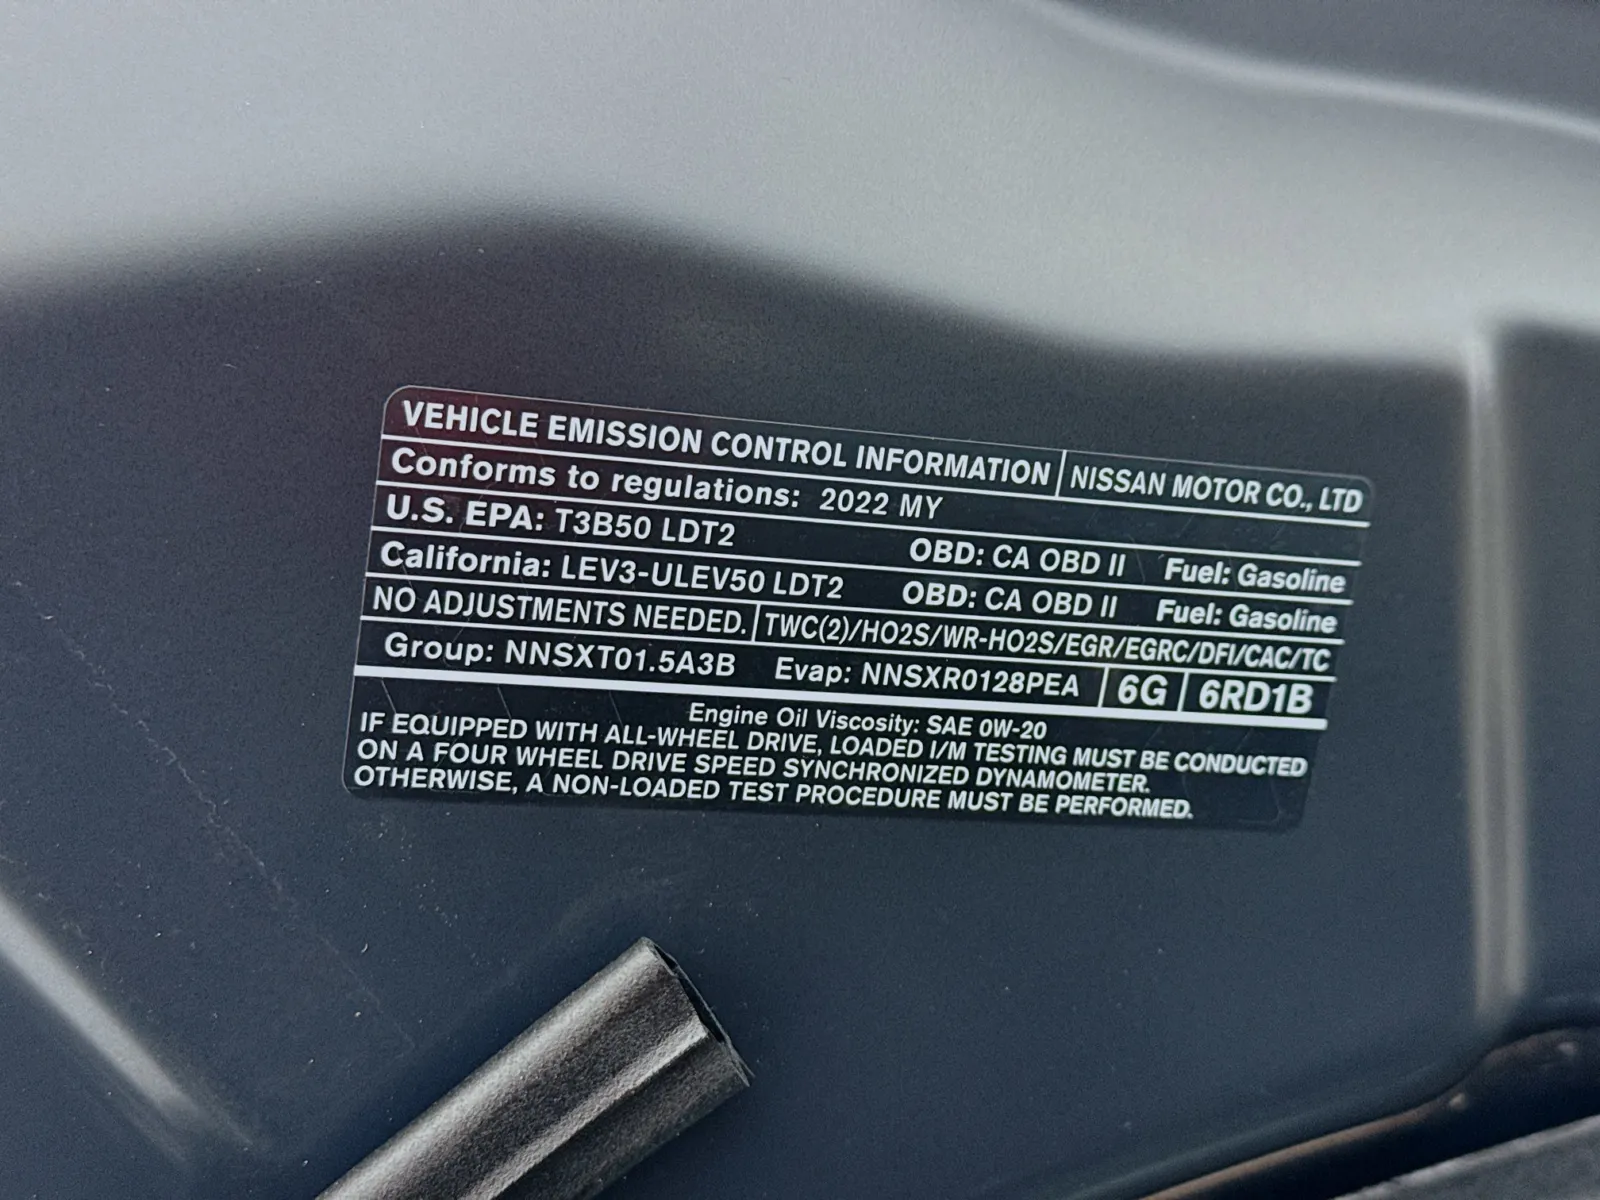 VEHICLE EMISSION CONTROL INFORMATION NISSAN MOTOR CO., LTD
Conforms to regulations: 2022 MY
U.S. EPA: T3B50 LDT2 OBD: CA OBD II Fuel: Gasoline
California: LEV3-ULEV50 LDT2 OBD: CA OBD II Fuel: Gasoline
NO ADJUSTMENTS NEEDED. TWC(2)/HO2S/WR-HO2S/EGR/EGRC/DFI/CAC/TC
Group: NNSXT01.5A3B Evap: NNSXR0128PEA 6G 6RD1B
Engine Oil Viscosity: SAE 0W-20
IF EQUIPPED WITH ALL-WHEEL DRIVE, LOADED I/M TESTING MUST BE CONDUCTED
ON A FOUR WHEEL DRIVE SPEED SYNCHRONIZED DYNAMOMETER.
OTHERWISE, A NON-LOADED TEST PROCEDURE MUST BE PERFORMED.